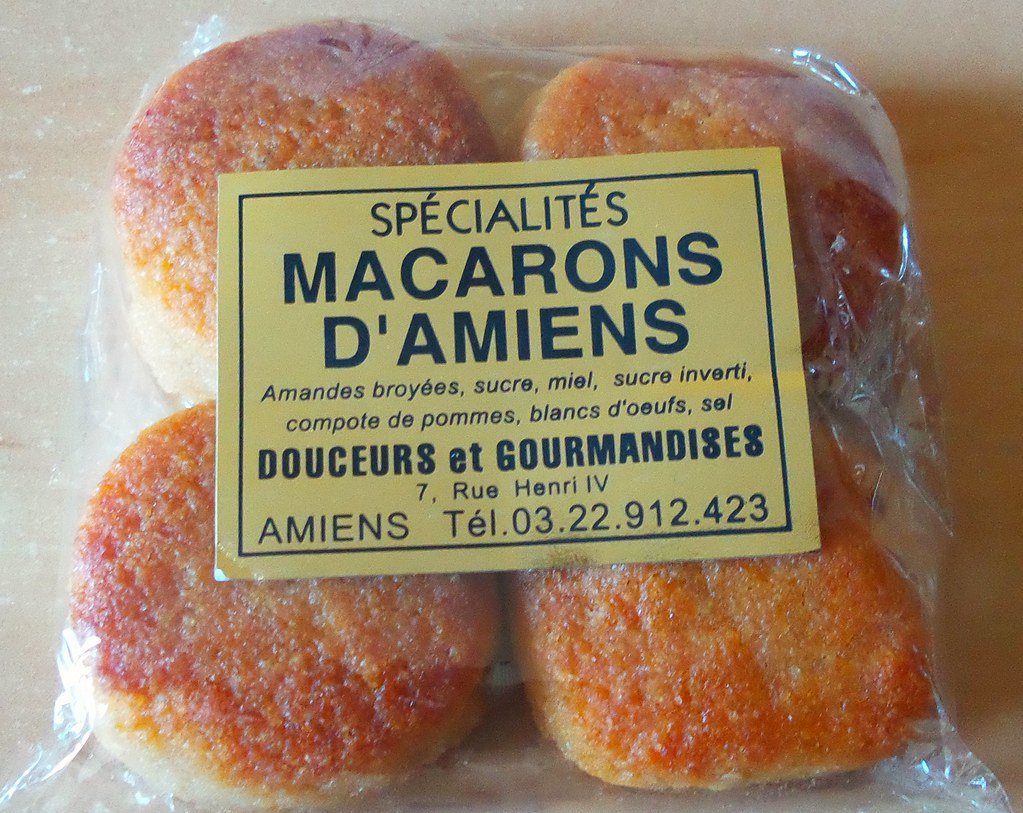 SPÉCIALITÉS
MACARONS
D'AMIENS
Amandes broyées, sucre, miel, sucre inverti,
compote de pommes, blancs d'oeufs, sel
DOUCEURS et GOURMANDISES
7, Rue Henri IV
AMIENS Tél.03.22.912.423